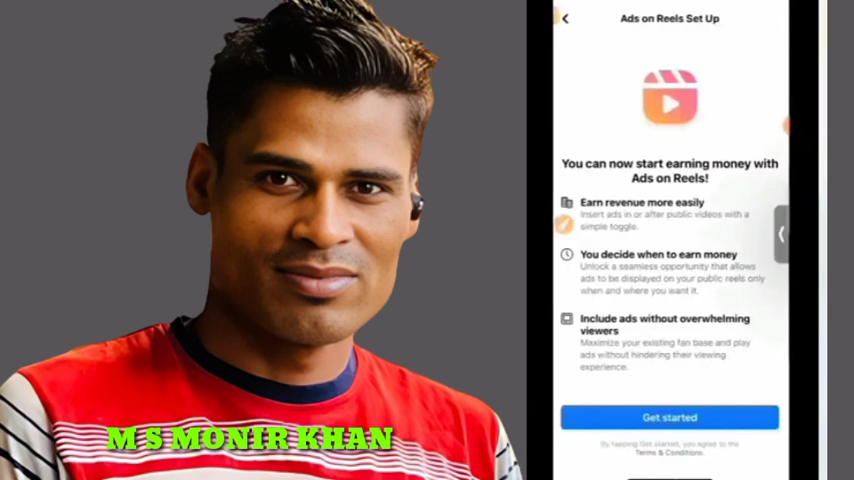 M S MONIR KHAN
Ads on Reels Set Up
You can now start earning money with
Ads on Reels!
Earn revenue more easily
Insert ads in or after public videos with a
simple toggle.
You decide when to earn money
Unlock a seamless opportunity that allows
ads to be displayed on your public reels only
when and where you want it.
Include ads without overwhelming
viewers
Maximize your existing fan base and play
ads without hindering their viewing
experience.
Get started
By tapping Get started, you agree to the
Terms & Conditions.